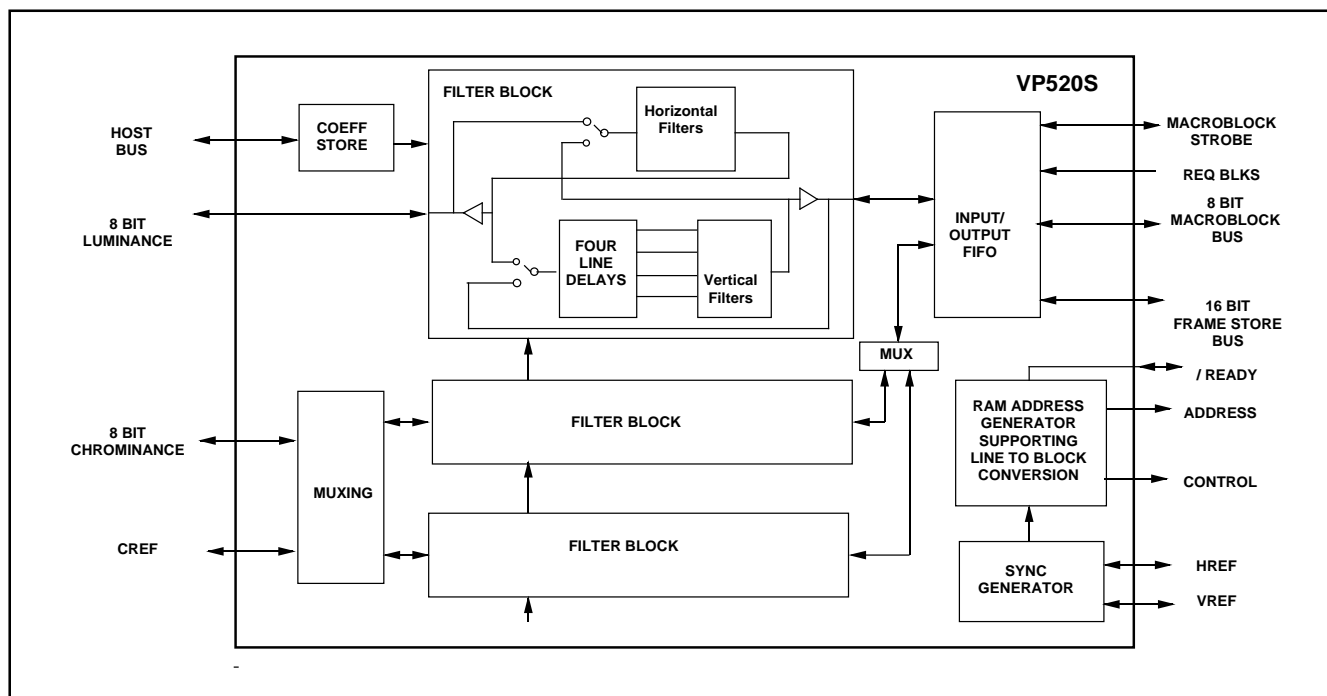 VP520S
FILTER BLOCK
Horizontal
Filters
COEFF
STORE
HOST
BUS
8 BIT
LUMINANCE
FOUR
LINE
DELAYS
Vertical
Filters
INPUT/
OUTPUT
FIFO
MACROBLOCK
STROBE
REQ BLKS
8 BIT
MACROBLOCK
BUS
16 BIT
FRAME STORE
BUS
MUX
/ READY
RAM ADDRESS
GENERATOR
SUPPORTING
LINE TO BLOCK
CONVERSION
ADDRESS
CONTROL
8 BIT
CHROMINANCE
MUXING
FILTER BLOCK
CREF
FILTER BLOCK
SYNC
GENERATOR
HREF
VREF